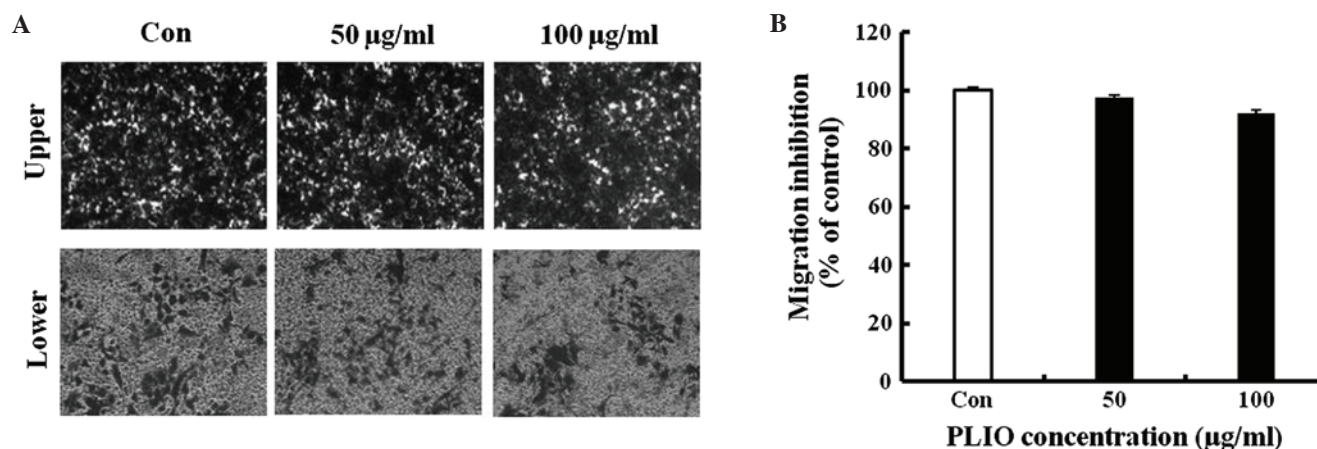 A
Con
50 μg/ml
100 μg/ml
Upper
Lower
B
Migration inhibition
(% of control)
120
100
80
60
40
20
0
Con
50
100
PLIO concentration (μg/ml)